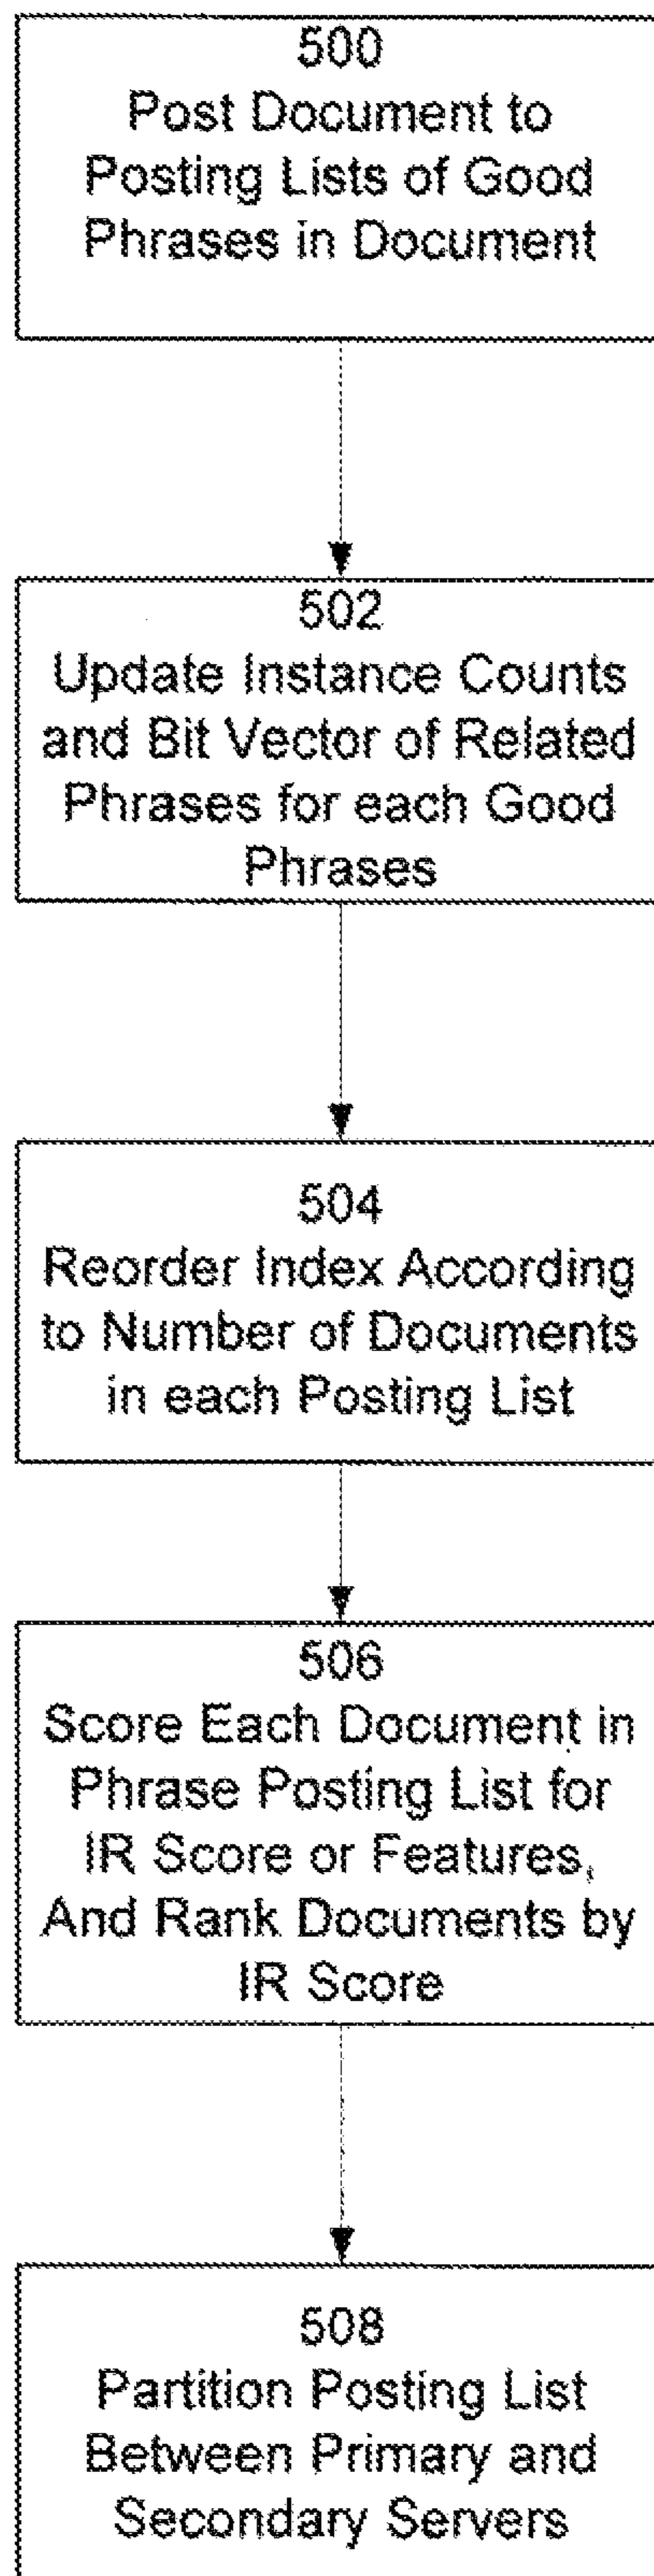 500
Post Document to
Posting Lists of Good
Phrases in Document
502
Update Instance Counts
and Bit Vector of Related
Phrases for each Good
Phrases
504
Reorder Index According
to Number of Documents
in each Posting List
506
Score Each Document in
Phrase Posting List for
IR Score or Features,
And Rank Documents by
IR Score
508
Partition Posting List
Between Primary and
Secondary Servers